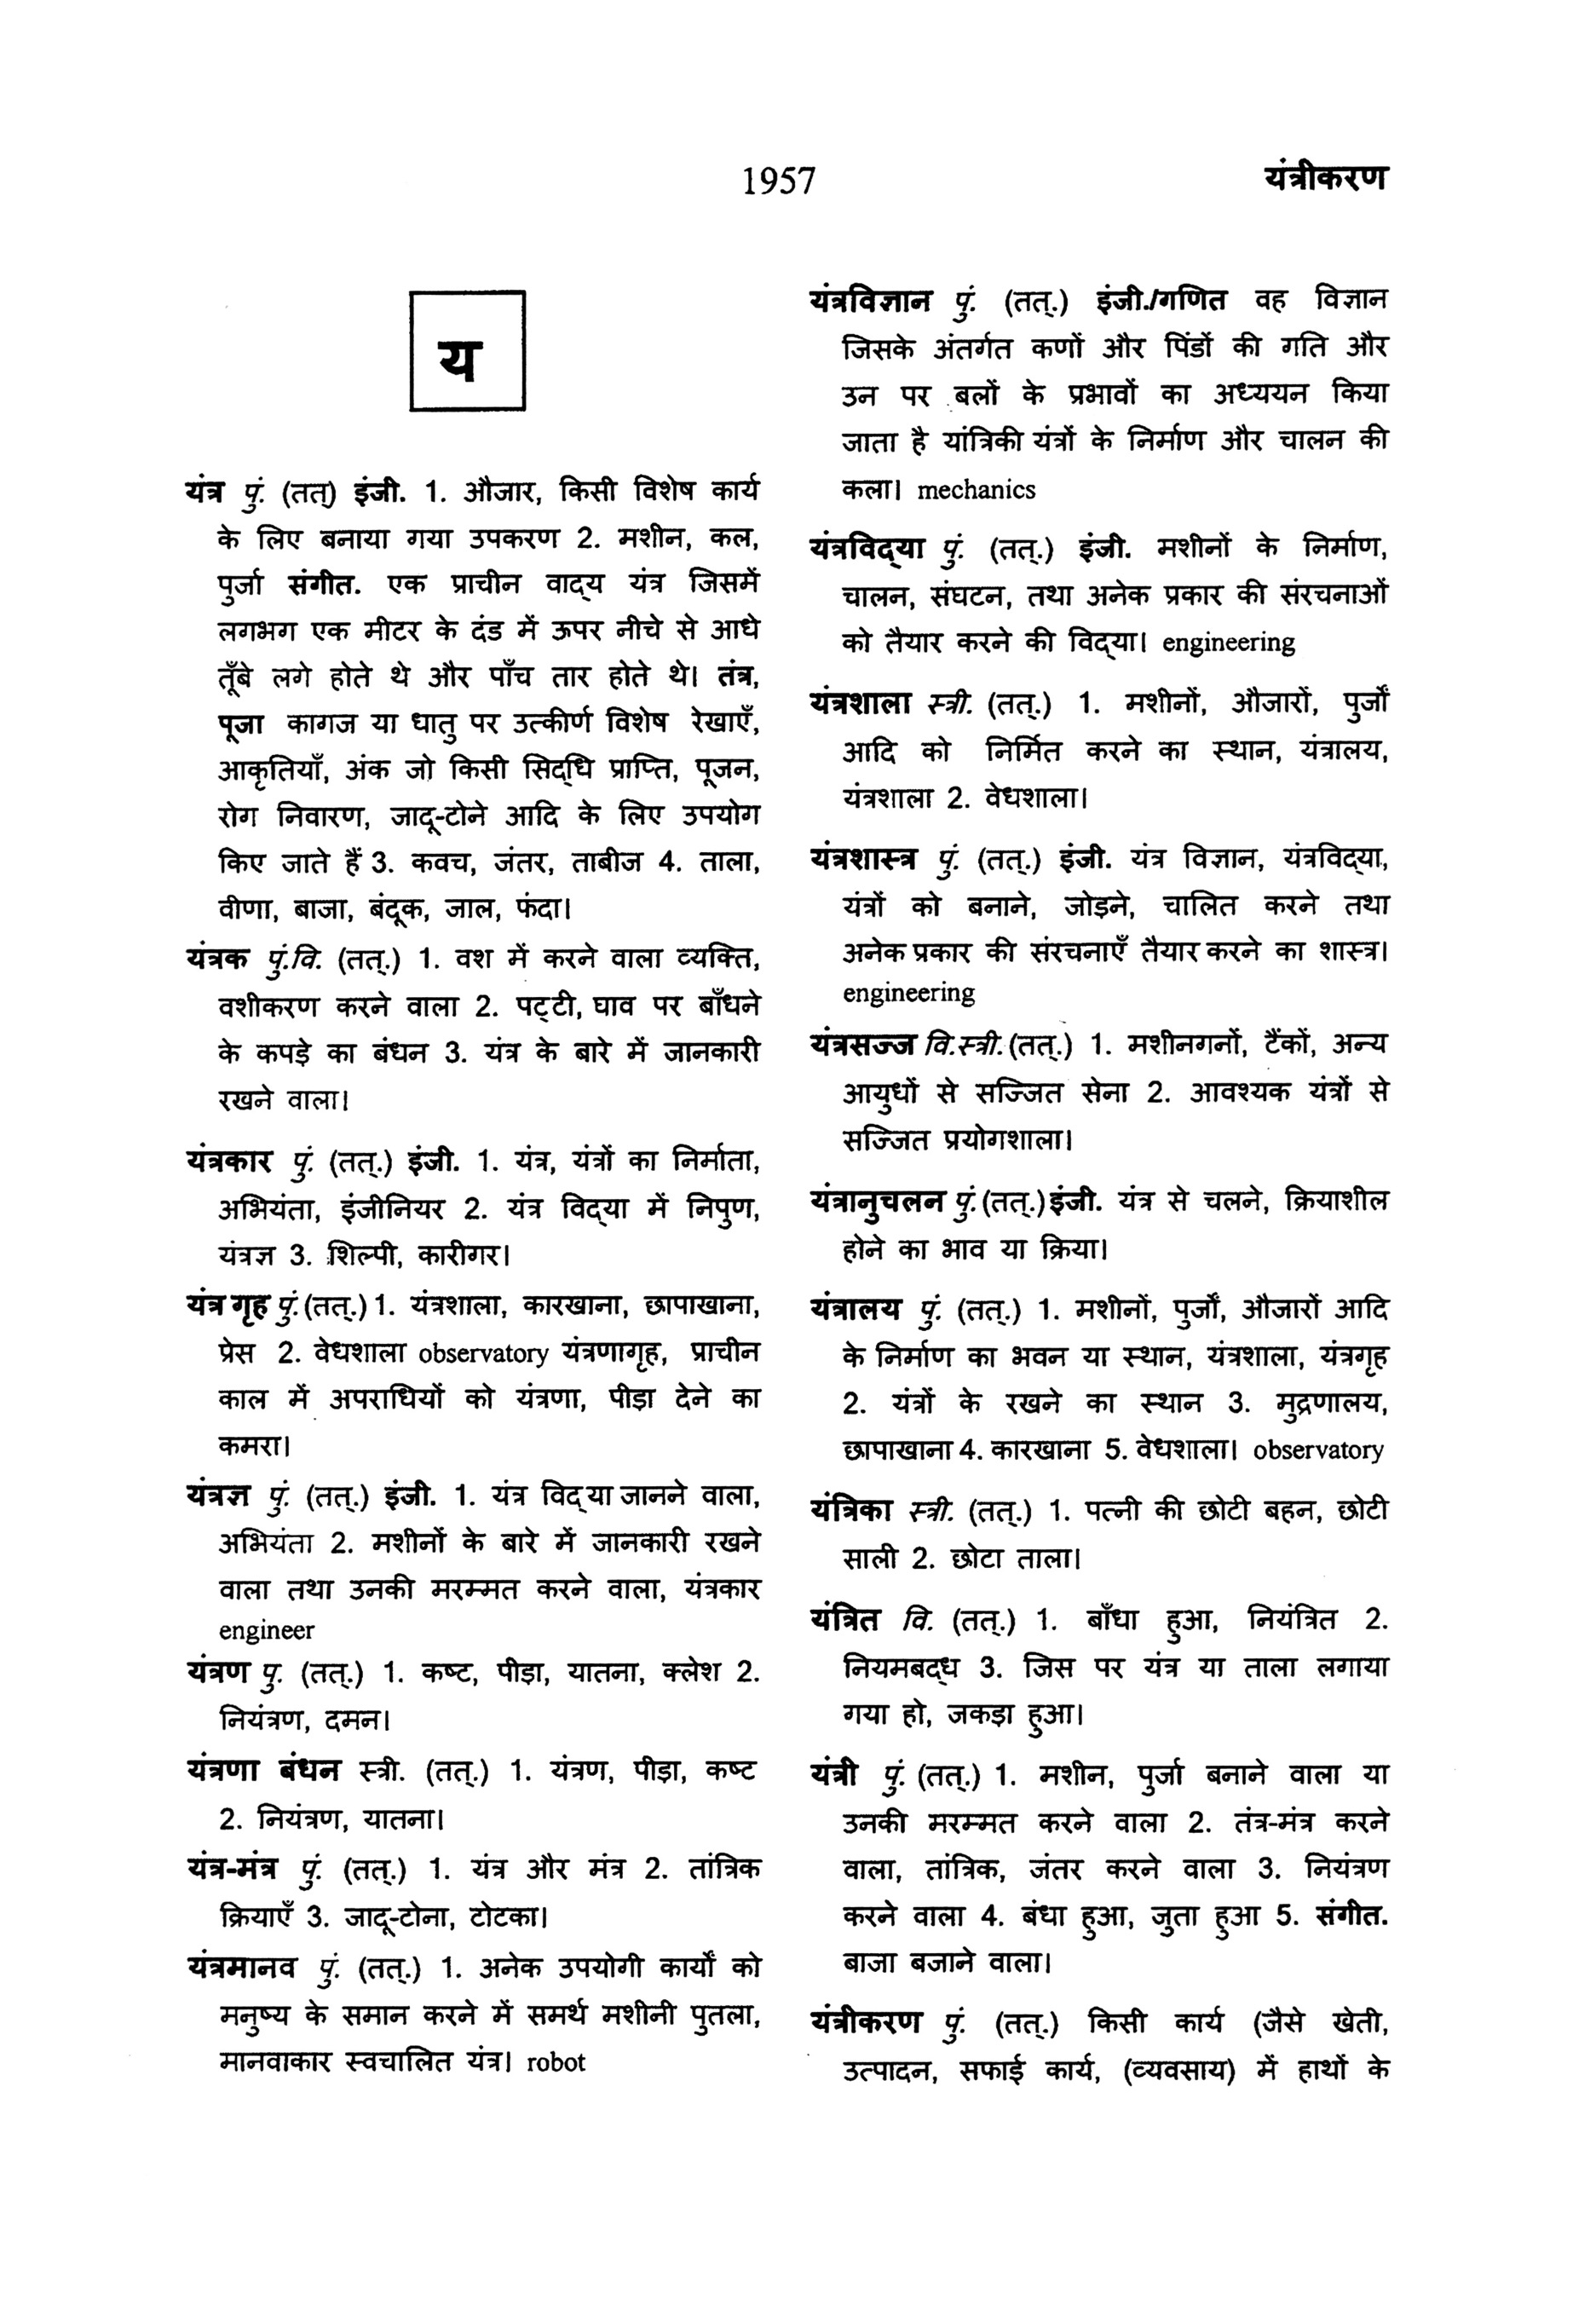 1957
यंत्रीकरण
य
यंत्र पुं. (तत्) इंजी. 1. औजार, किसी विशेष कार्य
के लिए बनाया गया उपकरण 2. मशीन, कल,
पुर्जा संगीत. एक प्राचीन वाद्‌य यंत्र जिसमें
लगभग एक मीटर के दंड में ऊपर नीचे से आधे
तूँबे लगे होते थे और पाँच तार होते थे। तंत्र,
पूजा कागज या धातु पर उत्कीर्ण विशेष रेखाएँ,
आकृतियाँ, अंक जो किसी सिद्‌धि प्राप्ति, पूजन,
रोग निवारण, जादू-टोने आदि के लिए उपयोग
किए जाते हैं 3. कवच, जंतर, ताबीज 4. ताला,
वीणा, बाजा, बंदूक, जाल, फंदा।
यंत्रक पुं.वि. (तत्.) 1. वश में करने वाला व्यक्ति,
वशीकरण करने वाला 2. पट्‌टी, घाव पर बाँधने
के कपड़े का बंधन 3. यंत्र के बारे में जानकारी
रखने वाला।
यंत्रकार पुं. (तत्.) इंजी. 1. यंत्र, यंत्रों का निर्माता,
अभियंता, इंजीनियर 2. यंत्र विद्‌या में निपुण,
यंत्रज्ञ 3. शिल्पी, कारीगर।
यंत्र गृह पुं. (तत्.) 1. यंत्रशाला, कारखाना, छापाखाना,
प्रेस 2. वेधशाला observatory यंत्रणागृह, प्राचीन
काल में अपराधियों को यंत्रणा, पीड़ा देने का
कमरा।
यंत्रज्ञ पुं. (तत्.) इंजी. 1. यंत्र विद्‌या जानने वाला,
अभियंता 2. मशीनों के बारे में जानकारी रखने
वाला तथा उनकी मरम्मत करने वाला, यंत्रकार
engineer
यंत्रण पु. (तत्.) 1. कष्ट, पीड़ा, यातना, क्लेश 2.
नियंत्रण, दमन।
यंत्रणा बंधन स्त्री. (तत्.) 1. यंत्रण, पीड़ा, कष्ट
2. नियंत्रण, यातना।
यंत्र-मंत्र पुं. (तत्.) 1. यंत्र और मंत्र 2. तांत्रिक
क्रियाएँ 3. जादू-टोना, टोटका।
यंत्रमानव पुं. (तत्.) 1. अनेक उपयोगी कार्यों को
मनुष्य के समान करने में समर्थ मशीनी पुतला,
मानवाकार स्वचालित यंत्र। robot
यंत्रविज्ञान पुं. (तत्.) इंजी./गणित वह विज्ञान
जिसके अंतर्गत कणों और पिंडों की गति और
उन पर बलों के प्रभावों का अध्ययन किया
जाता है यांत्रिकी यंत्रों के निर्माण और चालन की
कला। mechanics
यंत्रविद्‌या पुं. (तत्.) इंजी. मशीनों के निर्माण,
चालन, संघटन, तथा अनेक प्रकार की संरचनाओं
को तैयार करने की विद्‌या। engineering
यंत्रशाला स्त्री. (तत्.) 1. मशीनों, औजारों, पुर्जों
आदि को निर्मित करने का स्थान, यंत्रालय,
यंत्रशाला 2. वेधशाला।
यंत्रशास्त्र पुं. (तत्.) इंजी. यंत्र विज्ञान, यंत्रविद्‌या,
यंत्रों को बनाने, जोड़ने, चालित करने तथा
अनेक प्रकार की संरचनाएँ तैयार करने का शास्त्र।
engineering
यंत्रसज्ज वि.स्त्री. (तत्.) 1. मशीनगनों, टैंकों, अन्य
आयुधों से सज्जित सेना 2. आवश्यक यंत्रों से
सज्जित प्रयोगशाला।
यंत्रानुचलन पुं. (तत्.) इंजी. यंत्र से चलने, क्रियाशील
होने का भाव या क्रिया।
यंत्रालय पुं. (तत्.) 1. मशीनों, पुर्जों, औजारों आदि
के निर्माण का भवन या स्थान, यंत्रशाला, यंत्रगृह
2. यंत्रों के रखने का स्थान 3. मुद्रणालय,
छापाखाना 4. कारखाना 5. वेधशाला। observatory
यंत्रिका स्त्री. (तत्.) 1. पत्नी की छोटी बहन, छोटी
साली 2. छोटा ताला।
यंत्रित वि. (तत्.) 1. बाँधा हुआ, नियंत्रित 2.
नियमबद्‌ध 3. जिस पर यंत्र या ताला लगाया
गया हो, जकड़ा हुआ।
यंत्री पुं. (तत्.) 1. मशीन, पुर्जा बनाने वाला या
उनकी मरम्मत करने वाला 2. तंत्र-मंत्र करने
वाला, तांत्रिक, जंतर करने वाला 3. नियंत्रण
करने वाला 4. बंधा हुआ, जुता हुआ 5. संगीत.
बाजा बजाने वाला।
यंत्रीकरण पुं. (तत्.) किसी कार्य (जैसे खेती,
उत्पादन, सफाई कार्य, (व्यवसाय) में हाथों के